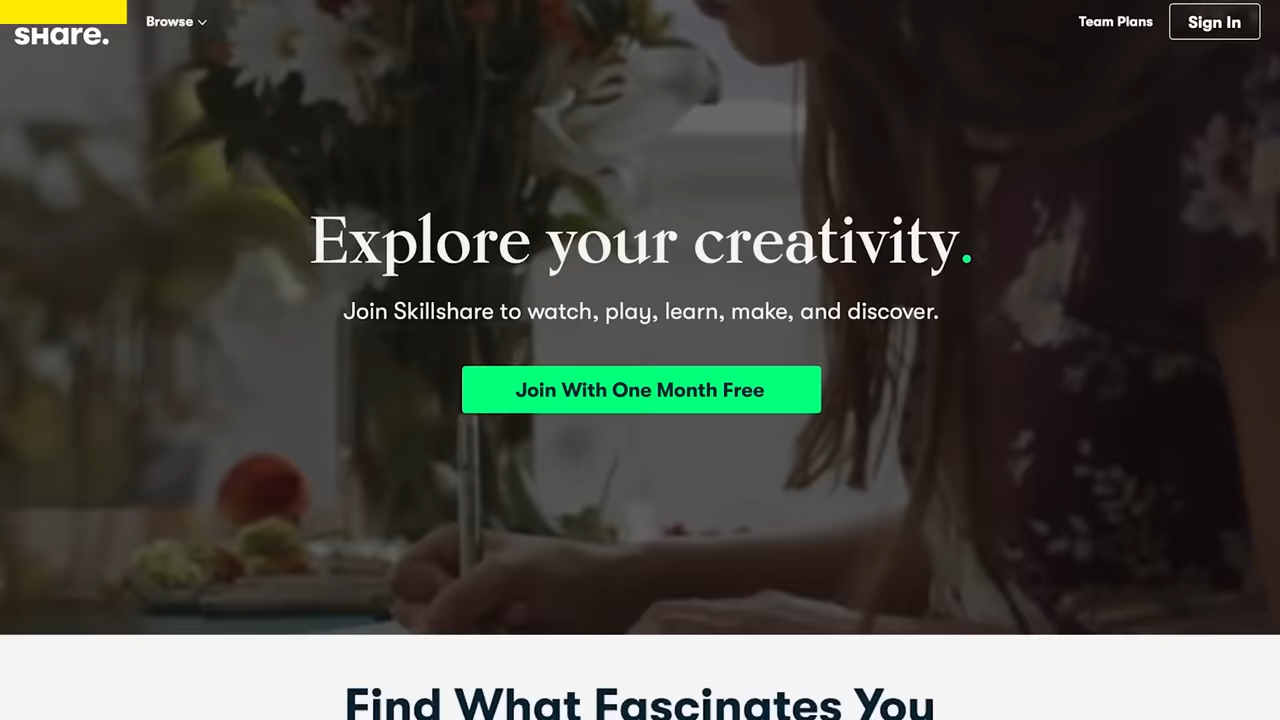 sHare.
Browse
Team Plans
Sign In
Explore your creativity.
Join Skillshare to watch, play, learn, make, and discover.
Join With One Month Free
Find What Fascinates You